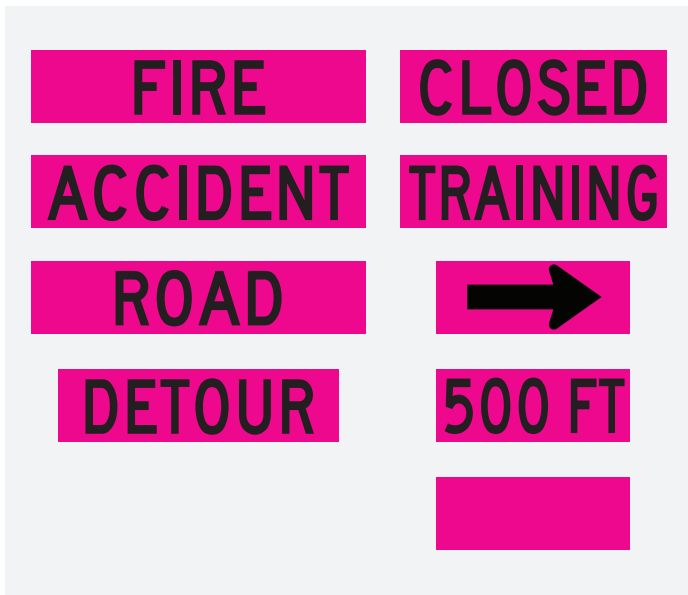 FIRE
CLOSED
ACCIDENT
TRAINING
ROAD
DETOUR
500 FT